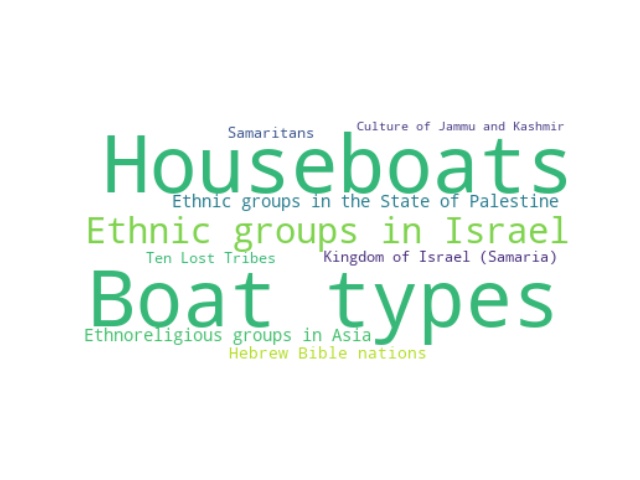 Culture of Jammu and Kashmir
Samaritans
Houseboats
Ethnic groups in the State of Palestine
Ethnic groups in Israel
Ten Lost Tribes
Kingdom of Israel (Samaria)
Boat types
Ethnoreligious groups in Asia
Hebrew Bible nations